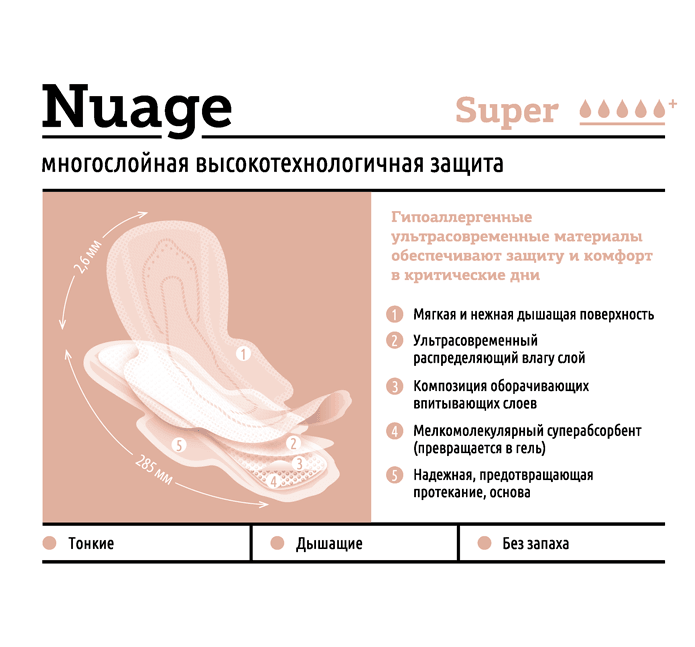 Nuage
Super
+
многослойная высокотехнологичная защита
2,6 мм
285 мм
1
2
3
4
5
Гипоаллергенные
ультрасовременные материалы
обеспечивают защиту и комфорт
в критические дни
1 Мягкая и нежная дышащая поверхность
2 Ультрасовременный
распределяющий влагу слой
3 Композиция оборачивающих
впитывающих слоев
4 Мелкомолекулярный суперабсорбент
(превращается в гель)
5 Надежная, предотвращающая
протекание, основа
Тонкие
Дышащие
Без запаха